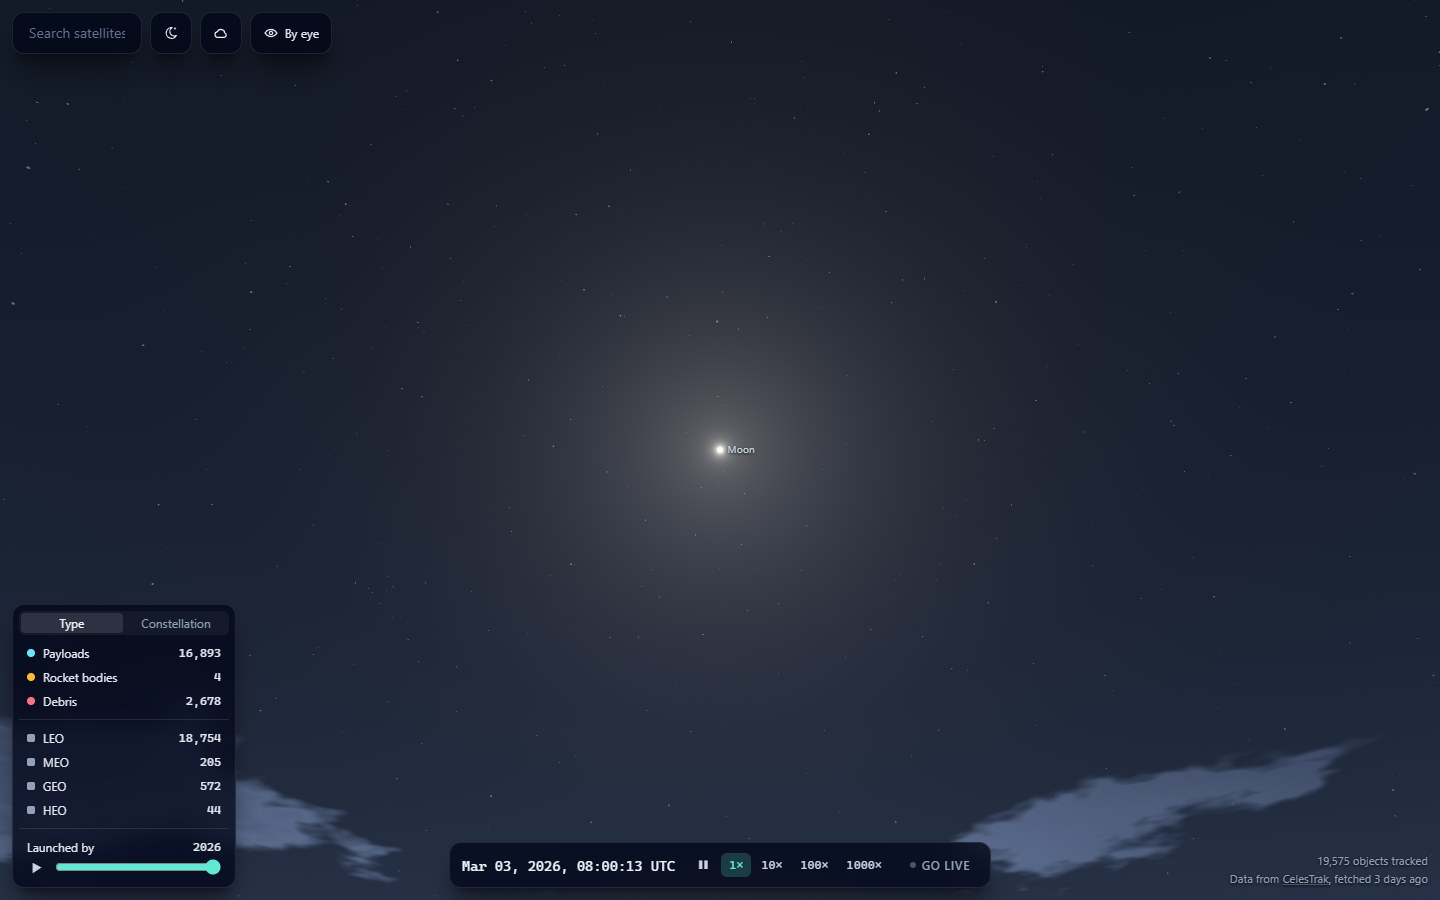 Search satellites
By eye
Moon
Type Constellation
Payloads 16,893
Rocket bodies 4
Debris 2,678
LEO 18,754
MEO 205
GEO 572
HEO 44
Launched by 2026
Mar 03, 2026, 08:00:13 UTC 1× 10× 100× 1000× GO LIVE
19,575 objects tracked
Data from CelesTrak, fetched 3 days ago